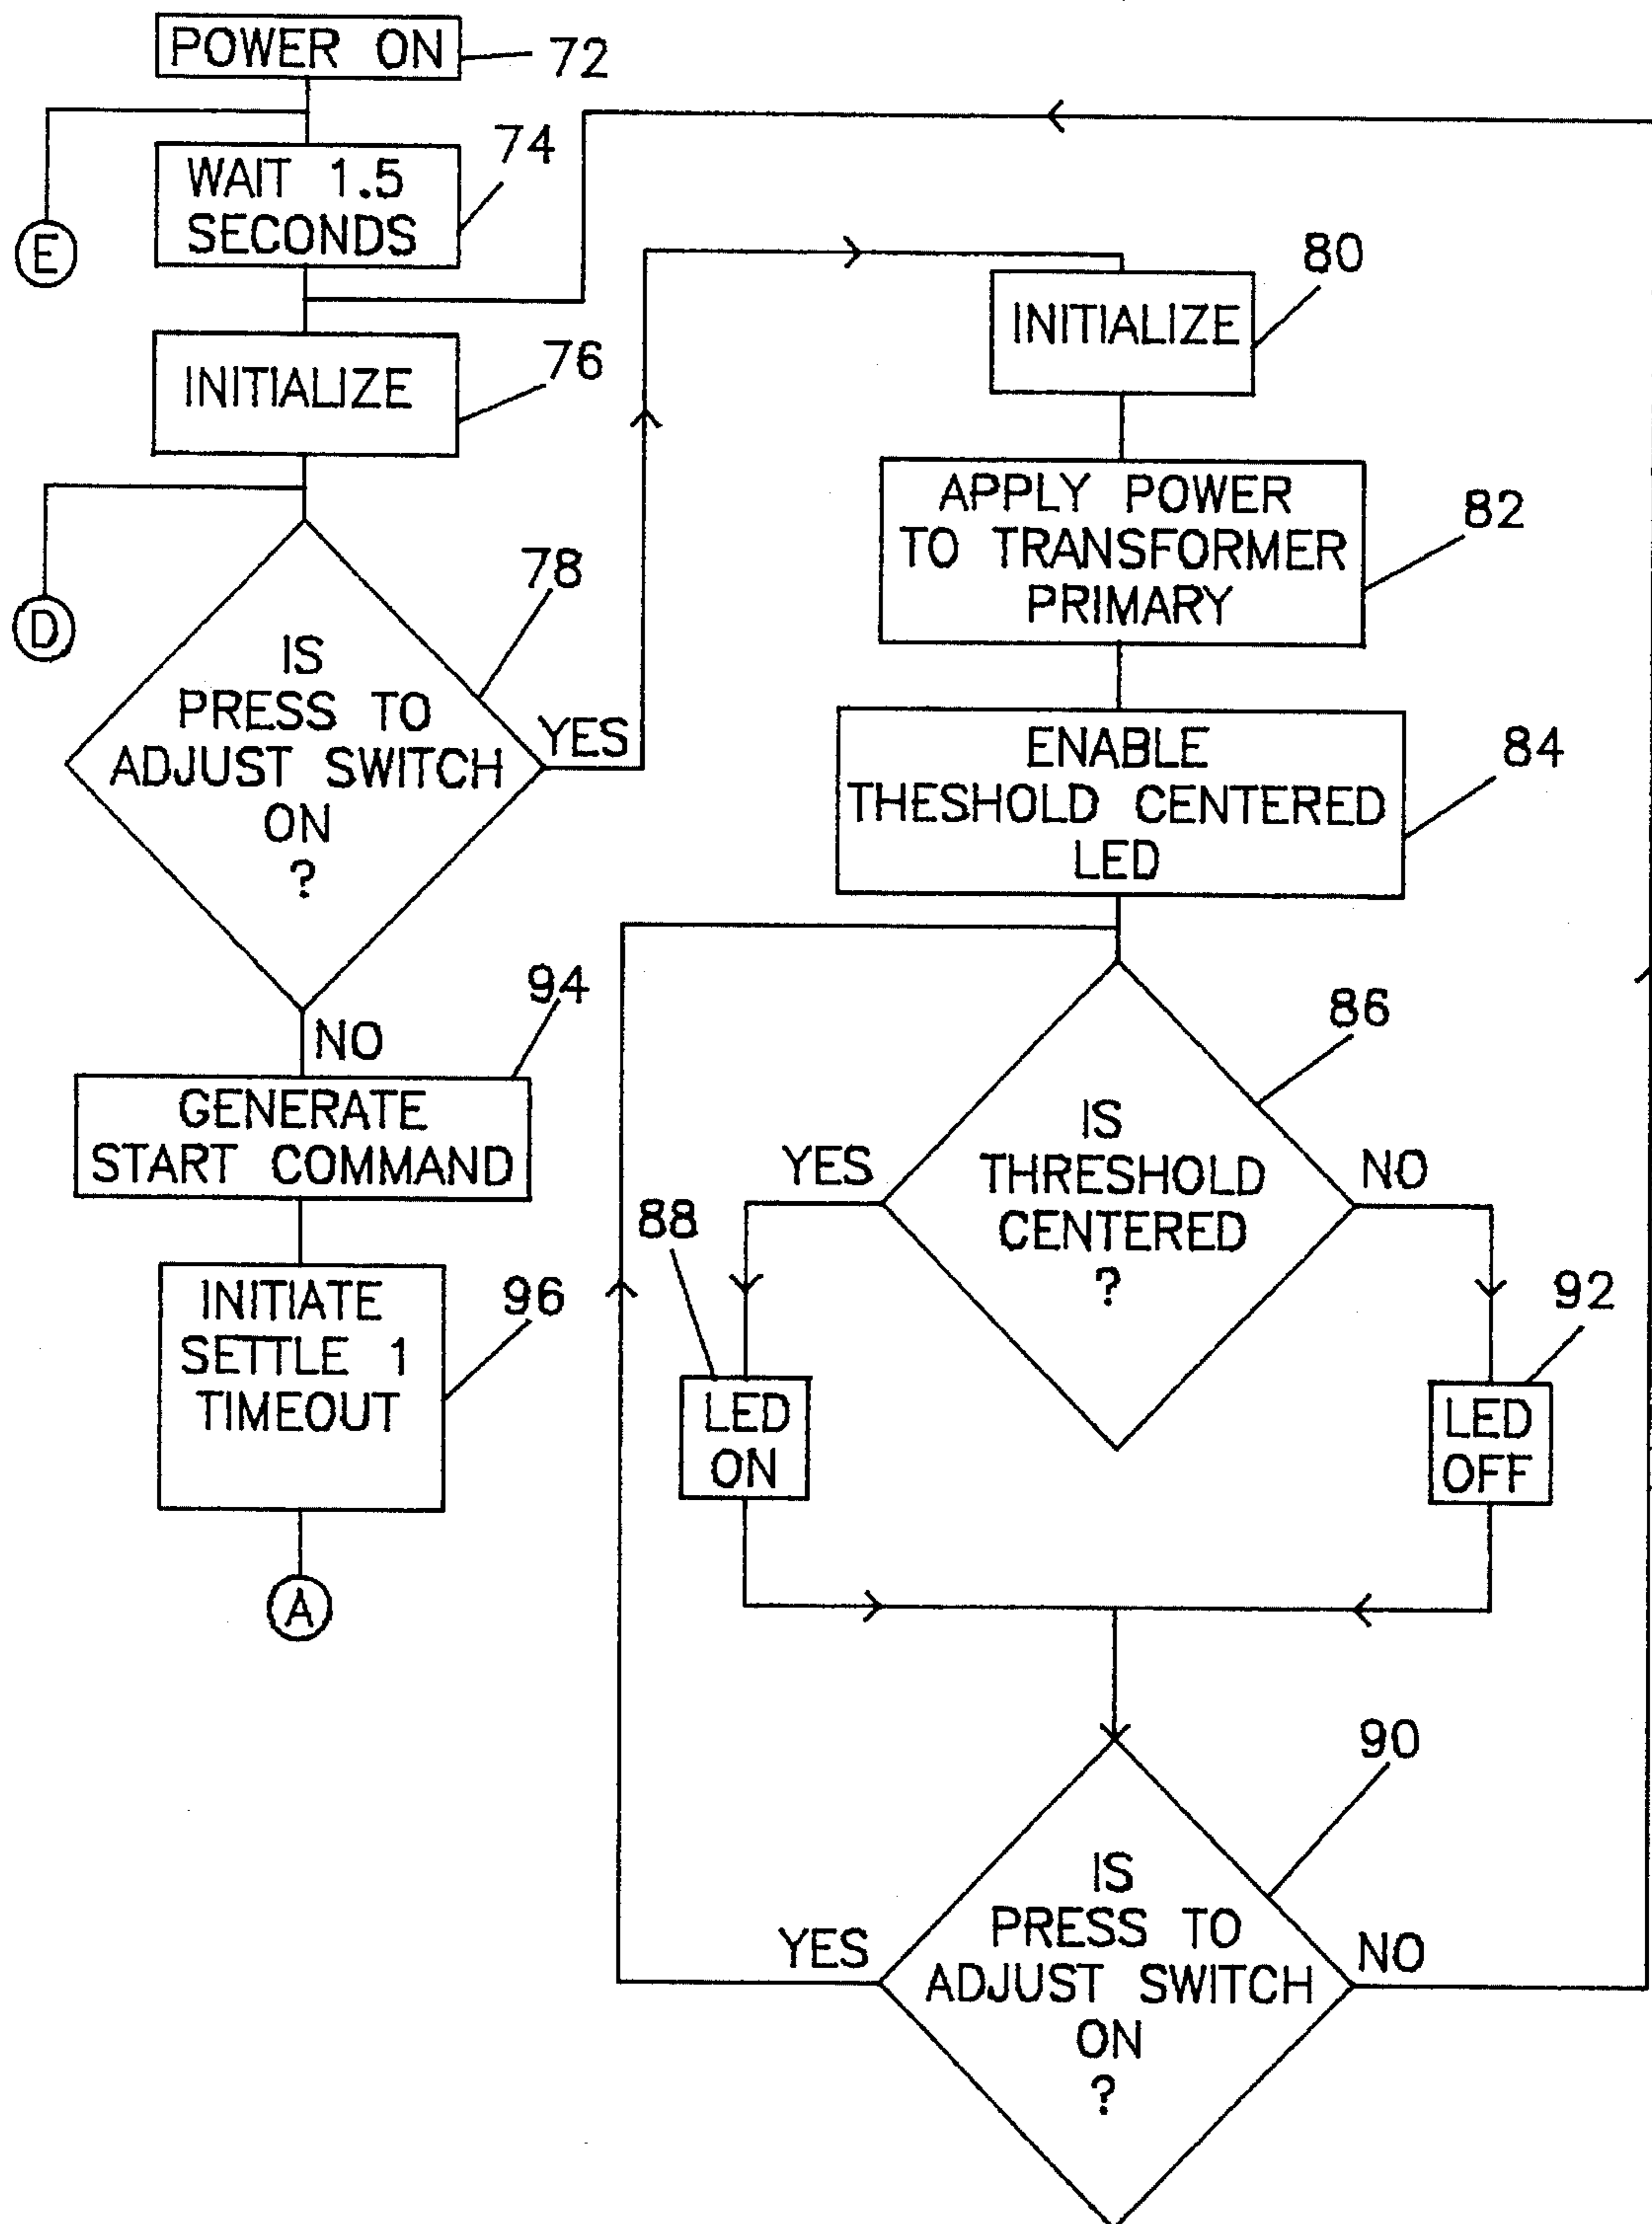 POWER ON
72
E
WAIT 1.5
SECONDS
74
INITIALIZE
76
D
IS
PRESS TO
ADJUST SWITCH
ON
?
78
YES
NO
GENERATE
START COMMAND
94
INITIATE
SETTLE 1
TIMEOUT
96
A
INITIALIZE
80
APPLY POWER
TO TRANSFORMER
PRIMARY
82
ENABLE
THESHOLD CENTERED
LED
84
IS
THRESHOLD
CENTERED
?
86
YES
NO
88
LED
ON
92
LED
OFF
IS
PRESS TO
ADJUST SWITCH
ON
?
90
YES
NO